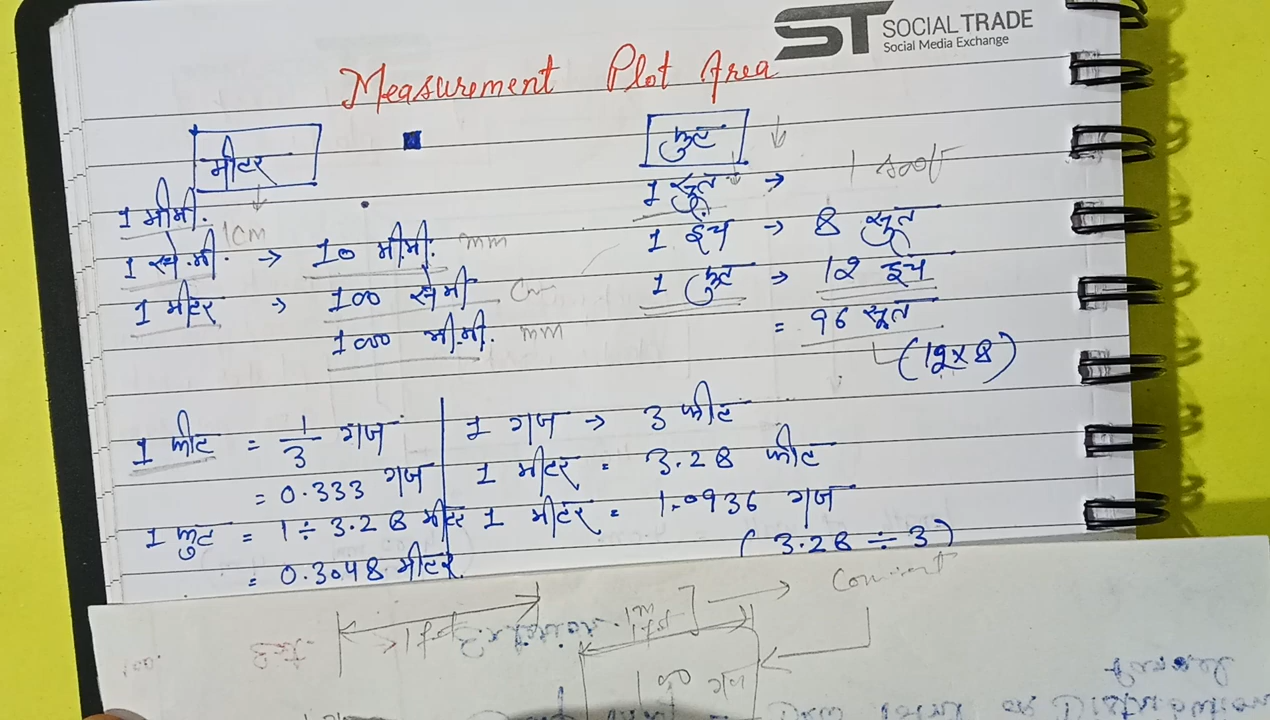 ST SOCIAL TRADE
Social Media Exchange
Measurement Plot Area
मीटर
1 मीमी.
1 से.मी. → 10 मी.मी. mm
1cm
1 मीटर → 100 सेमी cm
1000 मी.मी. mm
फुट
1 सूत → 1 soot
1 इंच → 8 सूत
1 फुट → 12 इंच
= 96 सूत
(12×8)
1 फीट = 1/3 गज
= 0.333 गज
1 फुट = 1 ÷ 3.28 मीटर
= 0.3048 मीटर
1 गज → 3 फीट
1 मीटर = 3.28 फीट
1 मीटर = 1.0936 गज
(3.28 ÷ 3)